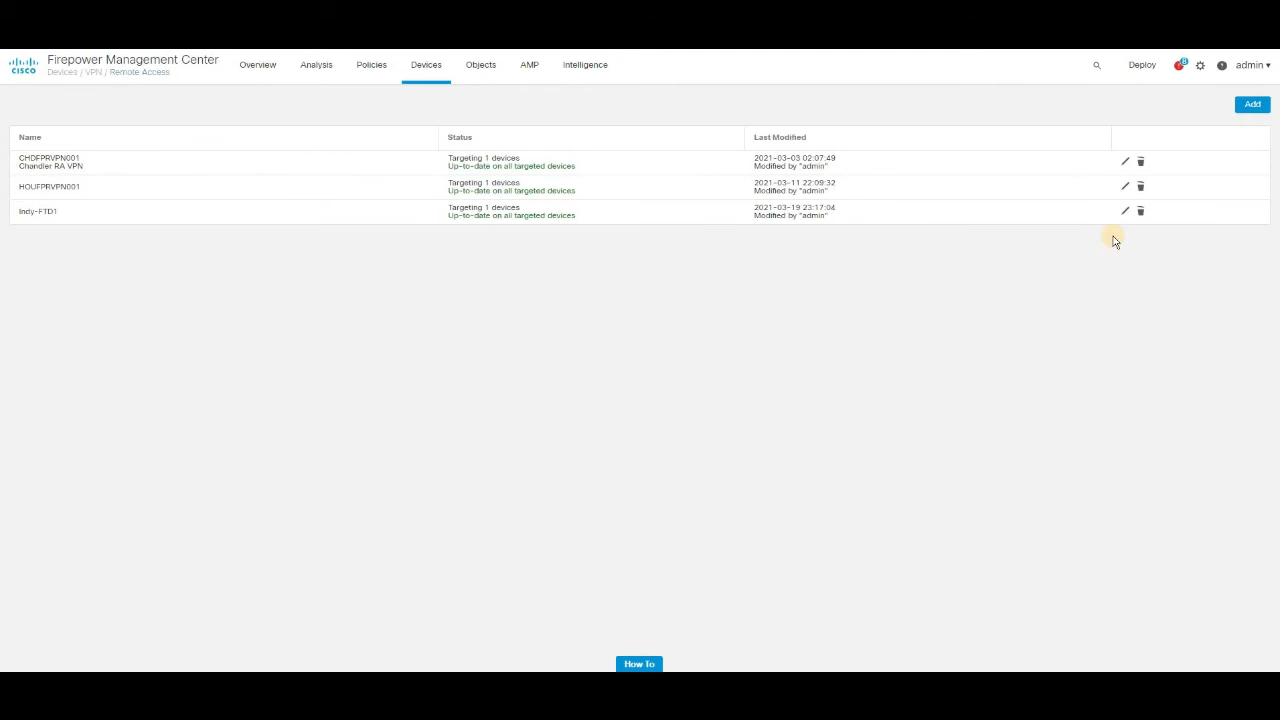 CISCO
Firepower Management Center
Devices / VPN / Remote Access
Overview Analysis Policies Devices Objects AMP Intelligence
Deploy 8 admin
Add
Name Status Last Modified
CHDFPRVPN001 Targeting 1 devices 2021-03-03 02:07:49
Chandler RA VPN Up-to-date on all targeted devices Modified by "admin"
HOUFPRVPN001 Targeting 1 devices 2021-03-11 22:09:32
Up-to-date on all targeted devices Modified by "admin"
Indy-FTD1 Targeting 1 devices 2021-03-19 23:17:04
Up-to-date on all targeted devices Modified by "admin"
How To